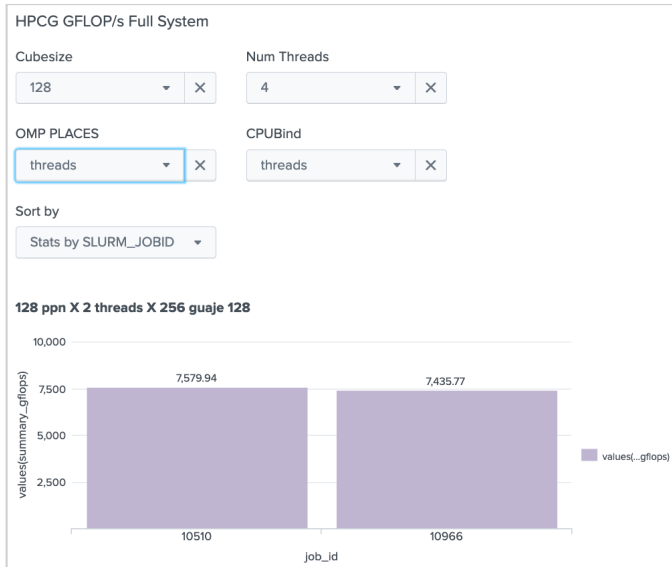 HPCG GFLOP/s Full System
Cubesize Num Threads
128 4
OMP PLACES CPUBind
threads threads
Sort by
Stats by SLURM_JOBID
128 ppn X 2 threads X 256 guaje 128
10,000
7,500
5,000
2,500
values(summary_gflops)
7,579.94 7,435.77
values(...gflops)
10510 10966
job_id